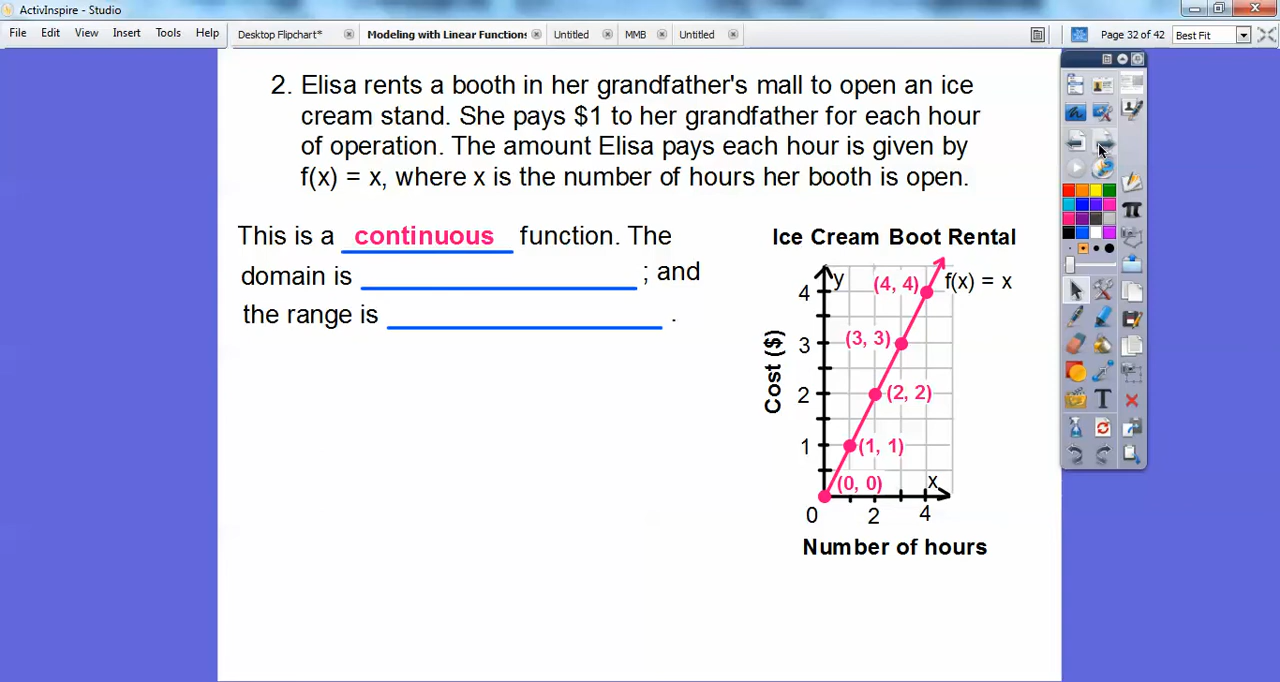 ActivInspire - Studio
File Edit View Insert Tools Help Desktop Flipchart* Modeling with Linear Functions Untitled MMB Untitled Page 32 of 42 Best Fit
2. Elisa rents a booth in her grandfather's mall to open an ice
cream stand. She pays $1 to her grandfather for each hour
of operation. The amount Elisa pays each hour is given by
f(x) = x, where x is the number of hours her booth is open.
This is a continuous function. The
domain is ; and
the range is .
Ice Cream Boot Rental
y
(4, 4) f(x) = x
4
(3, 3)
3
Cost ($)
2 (2, 2)
1 (1, 1)
(0, 0) x
0 2 4
Number of hours